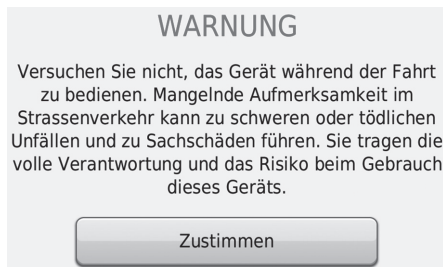 WARNUNG
Versuchen Sie nicht, das Gerät während der Fahrt
zu bedienen. Mangelnde Aufmerksamkeit im
Strassenverkehr kann zu schweren oder tödlichen
Unfällen und zu Sachschäden führen. Sie tragen die
volle Verantwortung und das Risiko beim Gebrauch
dieses Geräts.
Zustimmen